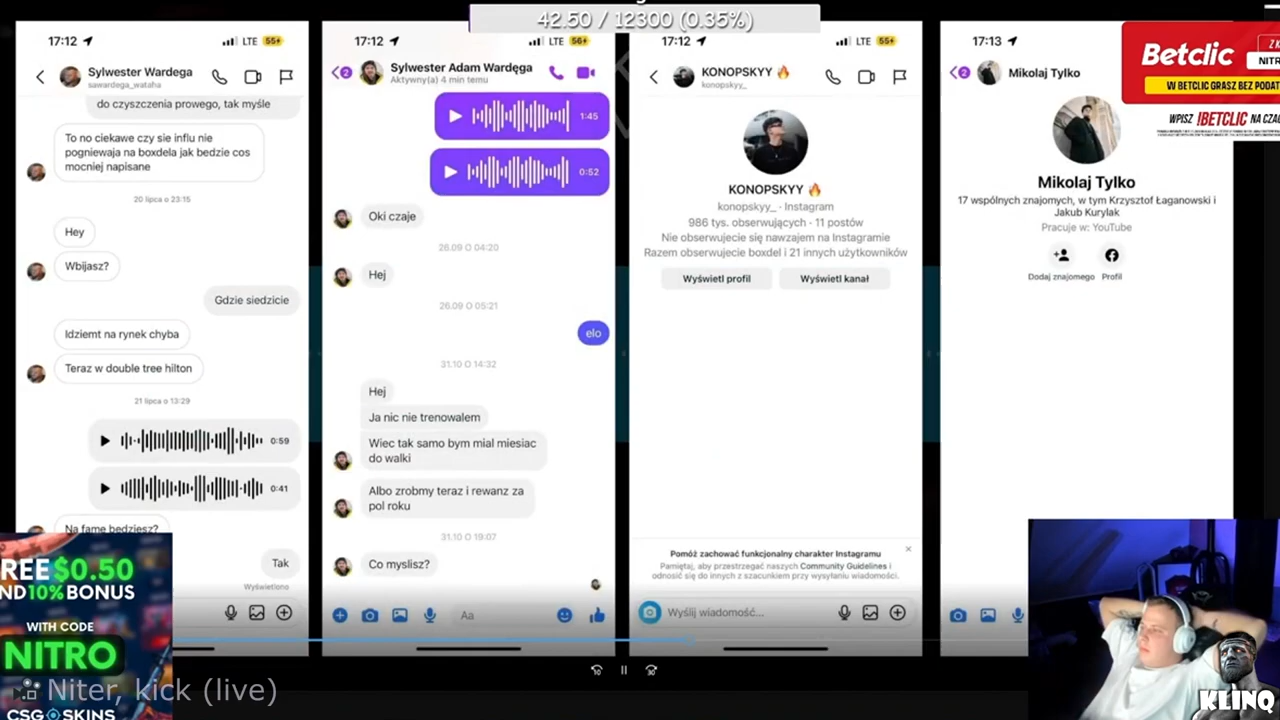 42.50 / 12300 (0.35%)
17:12
LTE 55+
Sylwester Wardega
sawardega_wataha
do czyszczenia prowego, tak myśle
To no ciekawe czy sie influ nie
pogniewaja na boxdela jak bedzie cos
mocniej napisane
20 lipca o 23:15
Hey
Wbijasz?
Gdzie siedzicie
Idziemt na rynek chyba
Teraz w double tree hilton
21 lipca o 13:29
0:59
0:41
Na fame bedziesz?
Tak
Wyświetlono
17:12
LTE 56+
2
Sylwester Adam Wardęga
Aktywny(a) 4 min temu
1:45
0:52
Oki czaje
26.09 O 04:20
Hej
26.09 O 05:21
elo
31.10 O 14:32
Hej
Ja nic nie trenowalem
Wiec tak samo bym mial miesiac
do walki
Albo zrobmy teraz i rewanz za
pol roku
31.10 O 19:07
Co myslisz?
Aa
17:12
LTE 55+
KONOPSKYY 🔥
konopskyy_
KONOPSKYY 🔥
konopskyy_ · Instagram
986 tys. obserwujących · 11 postów
Nie obserwujecie się nawzajem na Instagramie
Razem obserwujecie boxdel i 21 innych użytkowników
Wyświetl profil
Wyświetl kanał
Pomóż zachować funkcjonalny charakter Instagramu
Pamiętaj, aby przestrzegać naszych Community Guidelines i
odnosić się do innych z szacunkiem przy wysyłaniu wiadomości.
Wyślij wiadomość...
17:13
2
Mikolaj Tylko
Mikolaj Tylko
17 wspólnych znajomych, w tym Krzysztof Łaganowski i
Jakub Kurylak
Pracuje w: YouTube
Dodaj znajomego
Profil
Betclic
NITR
W BETCLIC GRASZ BEZ PODAT
WPISZ !BETCLIC NA CZA
REE $0.50
ND 10% BONUS
WITH CODE
NITRO
CSG SKINS
Niter, kick (live)
10
30
KLINQ